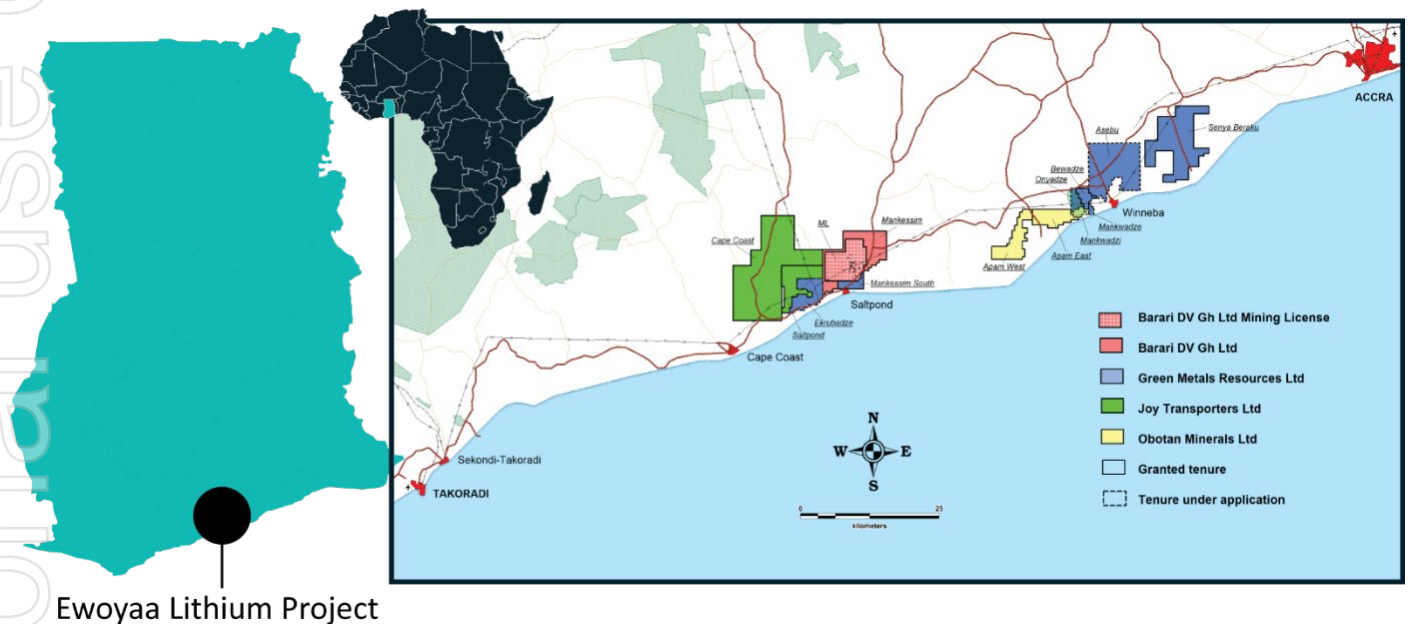 Ewoyaa Lithium Project
ACCRA
Asebu
Senya Beraku
Bewadze
Onyadze
Winneba
Mankwadze
Mankwadzi
Apam East
Apam West
ML
Mankessim
Cape Coast
Mankessim South
Saltpond
Ekrubadze
Saltpond
Cape Coast
Sekondi-Takoradi
TAKORADI
N
W E
S
0 25
kilometers
Barari DV Gh Ltd Mining License
Barari DV Gh Ltd
Green Metals Resources Ltd
Joy Transporters Ltd
Obotan Minerals Ltd
Granted tenure
Tenure under application